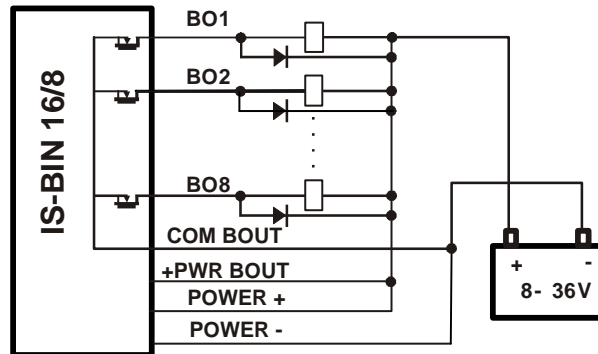 IS-BIN 16/8
BO1
BO2
BO8
COM BOUT
+PWR BOUT
POWER +
POWER -
+ -
8- 36V